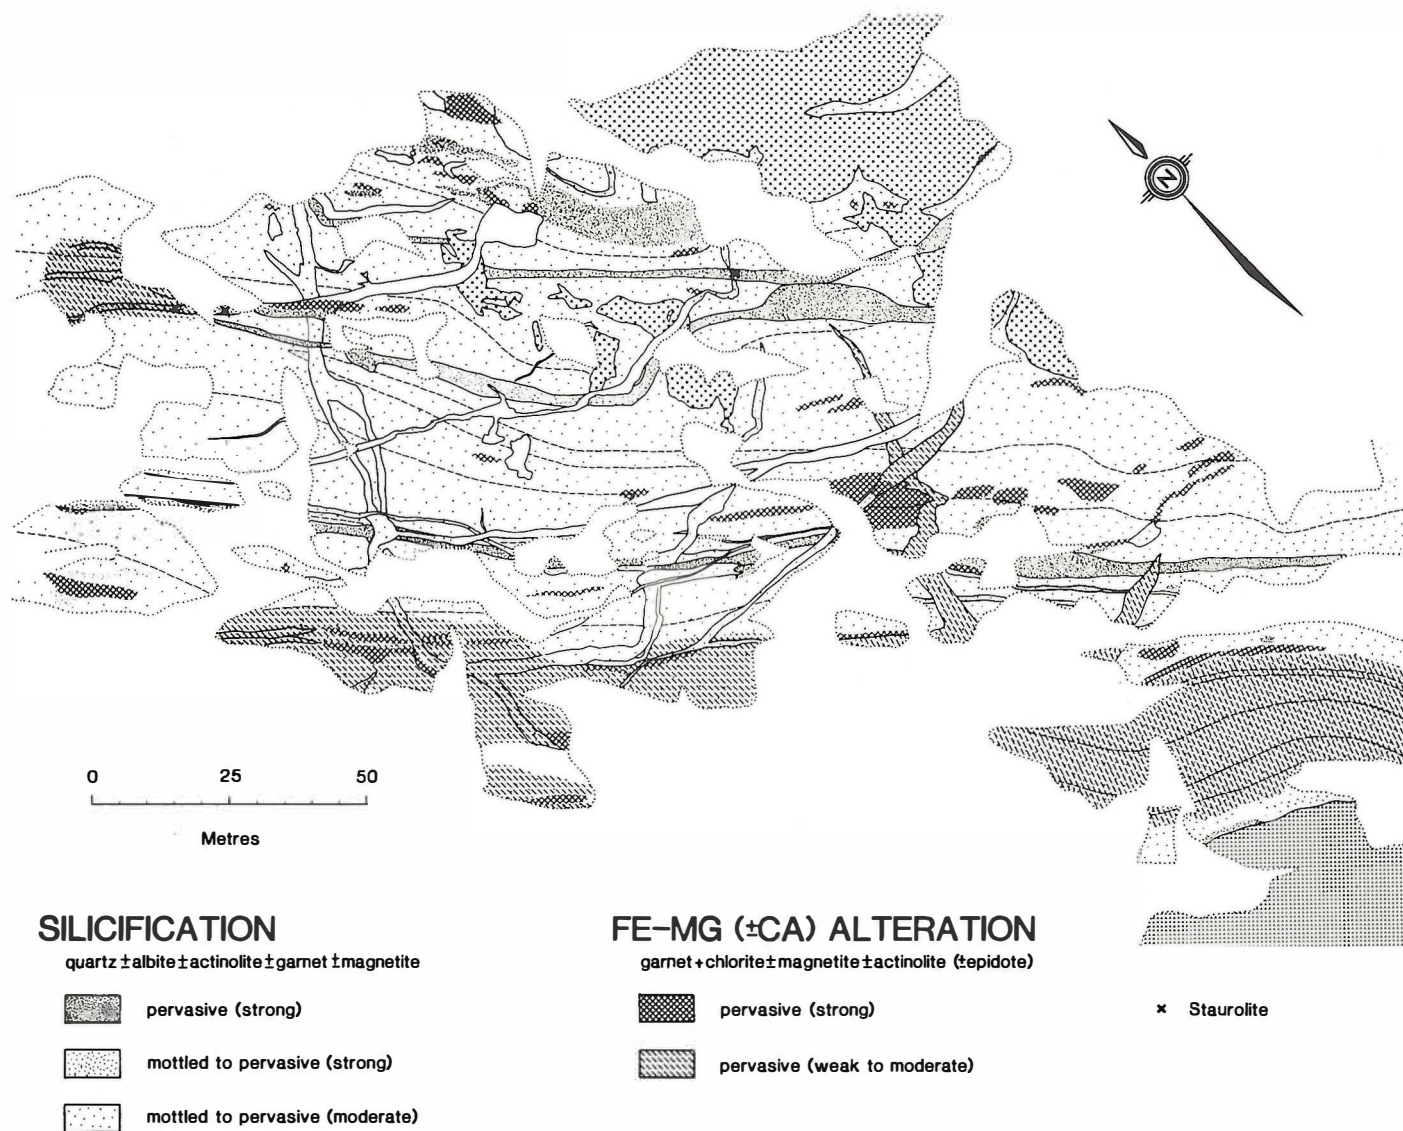 N
0 25 50
Metres
SILICIFICATION
quartz ±albite±actinolite±garnet ±magnetite
pervasive (strong)
mottled to pervasive (strong)
mottled to pervasive (moderate)
FE-MG (±CA) ALTERATION
garnet+chlorite±magnetite±actinolite (±epidote)
pervasive (strong)
pervasive (weak to moderate)
x Staurolite